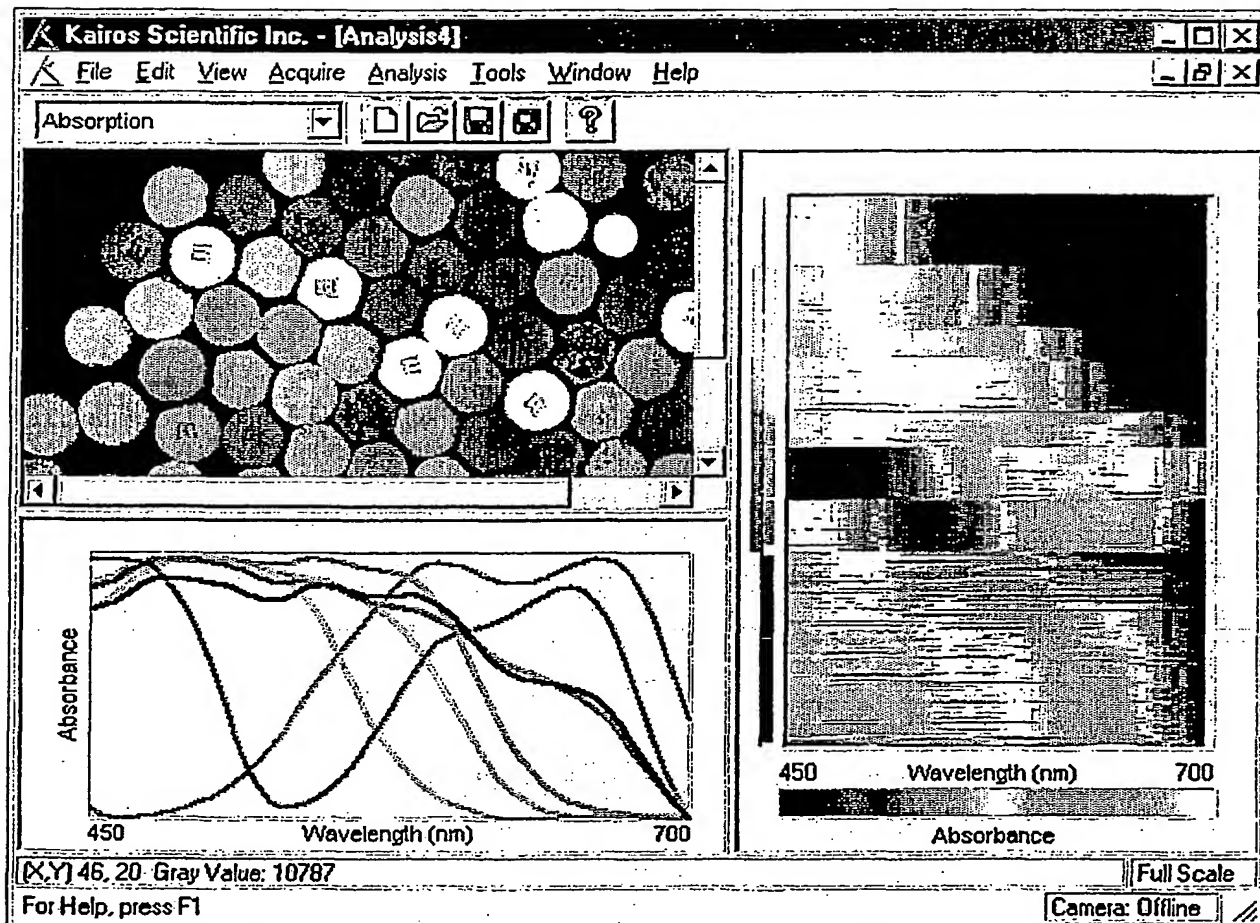 Kairos Scientific Inc. - [Analysis4]
File Edit View Acquire Analysis Tools Window Help
Absorption
Absorbance
450 Wavelength (nm) 700
450 Wavelength (nm) 700
Absorbance
[X,Y] 46, 20 Gray Value: 10787 Full Scale
For Help, press F1 Camera: Offline